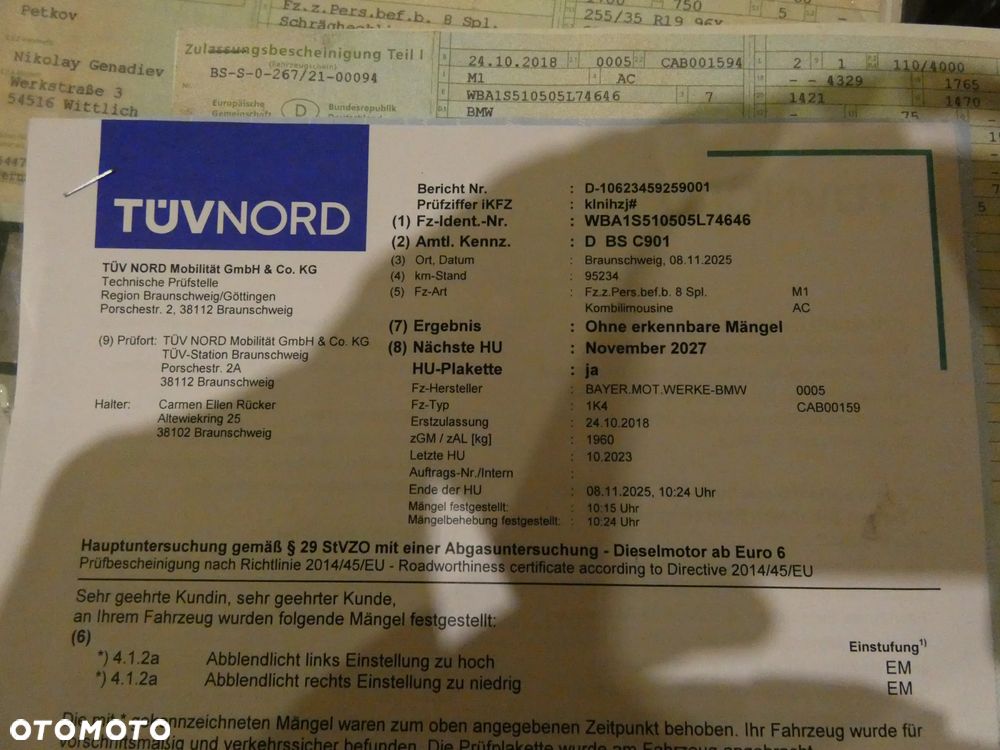 Petkov
Nikolay Genadiev
Werkstraße 3
54516 Wittlich
Fz.z.Pers.bef.b. 8 Spl.
255/35 R19 96Y
750
5
Zulassungsbescheinigung Teil I
(Fahrzeugschein)
BS-S-0-267/21-00094
Europäische
Gemeinschaft
D
Bundesrepublik
24.10.2018 0005 CAB001594
M1 AC
WBA1S510505L74646 7
BMW
2 1 110/4000
- - 4329 1765
1421 1470
75
TÜVNORD
TÜV NORD Mobilität GmbH & Co. KG
Technische Prüfstelle
Region Braunschweig/Göttingen
Porschestr. 2, 38112 Braunschweig
(9) Prüfort: TÜV NORD Mobilität GmbH & Co. KG
TÜV-Station Braunschweig
Porschestr. 2A
38112 Braunschweig
Halter: Carmen Ellen Rücker
Altewiekring 25
38102 Braunschweig
Bericht Nr. : D-10623459259001
Prüfziffer iKFZ : klnihzj#
(1) Fz-Ident.-Nr. : WBA1S510505L74646
(2) Amtl. Kennz. : D BS C901
(3) Ort, Datum : Braunschweig, 08.11.2025
(4) km-Stand : 95234
(5) Fz-Art : Fz.z.Pers.bef.b. 8 Spl. M1
Kombilimousine AC
(7) Ergebnis : Ohne erkennbare Mängel
(8) Nächste HU : November 2027
HU-Plakette : ja
Fz-Hersteller : BAYER.MOT.WERKE-BMW 0005
Fz-Typ : 1K4 CAB00159
Erstzulassung : 24.10.2018
zGM / zAL [kg] : 1960
Letzte HU : 10.2023
Auftrags-Nr./Intern :
Ende der HU : 08.11.2025, 10:24 Uhr
Mängel festgestellt: : 10:15 Uhr
Mängelbehebung festgestellt: : 10:24 Uhr
Hauptuntersuchung gemäß § 29 StVZO mit einer Abgasuntersuchung - Dieselmotor ab Euro 6
Prüfbescheinigung nach Richtlinie 2014/45/EU - Roadworthiness certificate according to Directive 2014/45/EU
Sehr geehrte Kundin, sehr geehrter Kunde,
an Ihrem Fahrzeug wurden folgende Mängel festgestellt:
(6) Einstufung¹⁾
*) 4.1.2a Abblendlicht links Einstellung zu hoch EM
*) 4.1.2a Abblendlicht rechts Einstellung zu niedrig EM
Die mit * gekennzeichneten Mängel waren zum oben angegebenen Zeitpunkt behoben. Ihr Fahrzeug wurde für
vorschriftsmäßig und verkehrssicher befunden. Die Prüfplakette wurde am Fahrzeug angebracht.
OTOMOTO